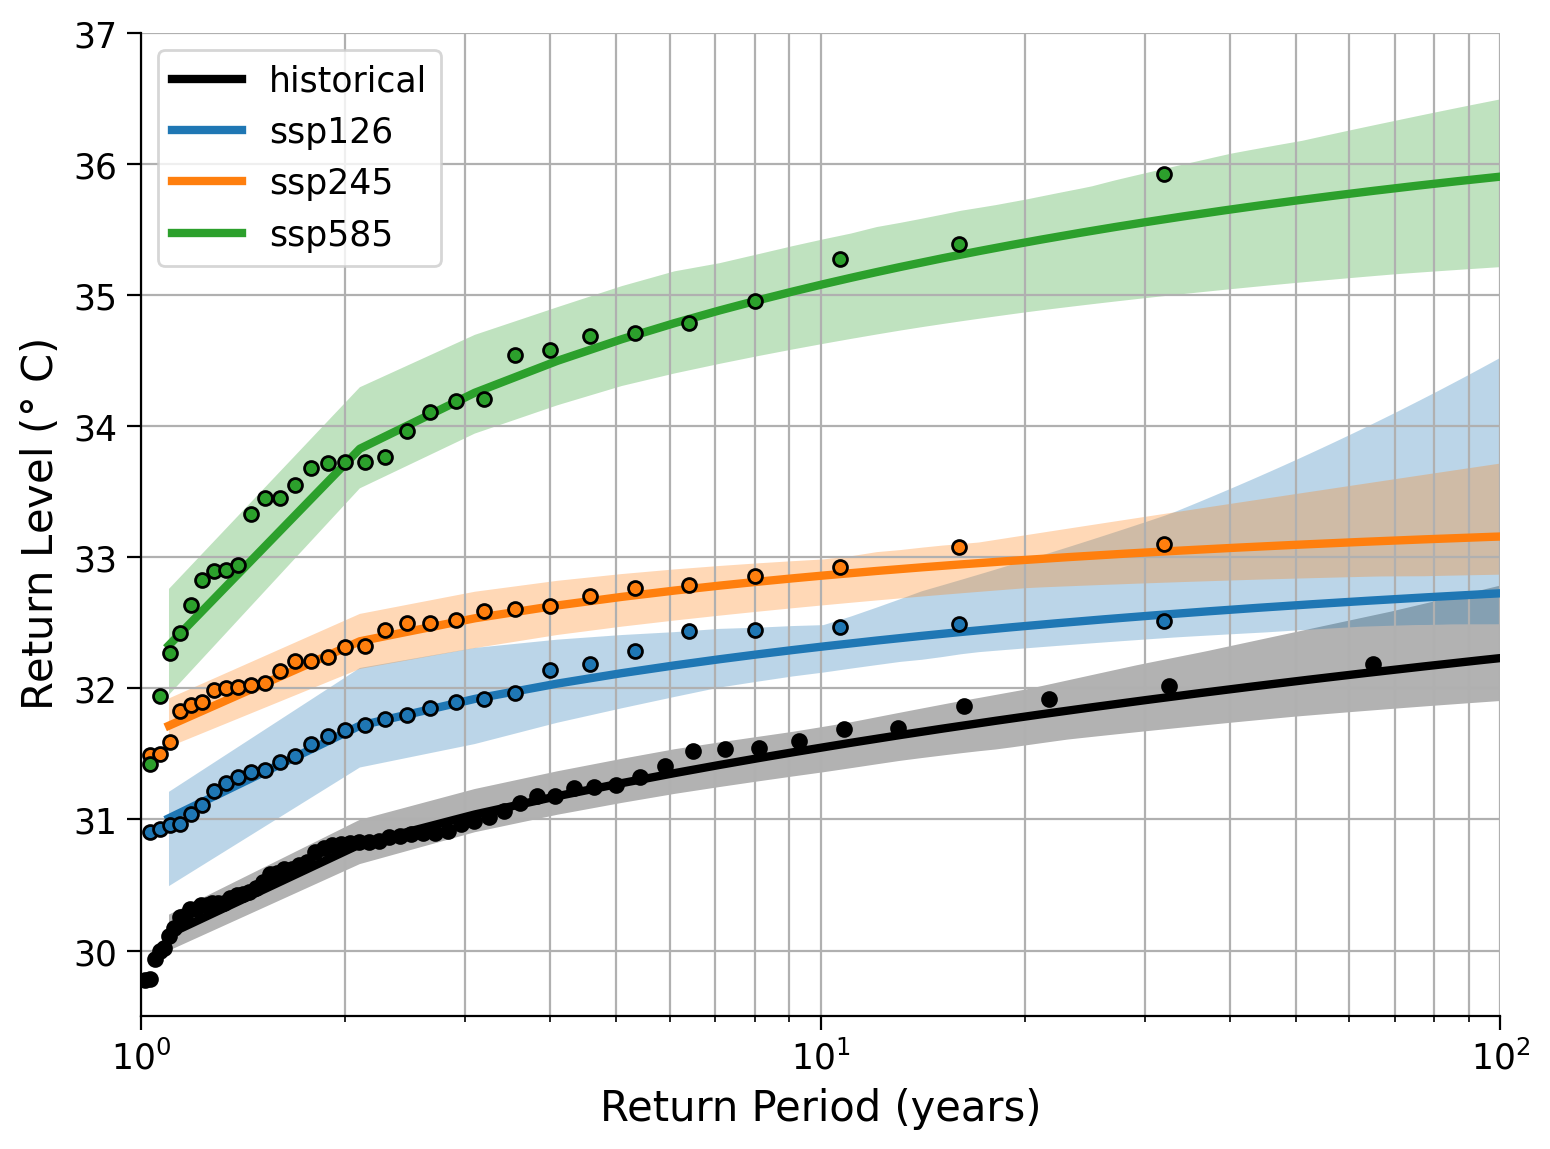 37
36
35
34
33
32
31
30
Return Level (° C)
historical
ssp126
ssp245
ssp585
10⁰
10¹
10²
Return Period (years)